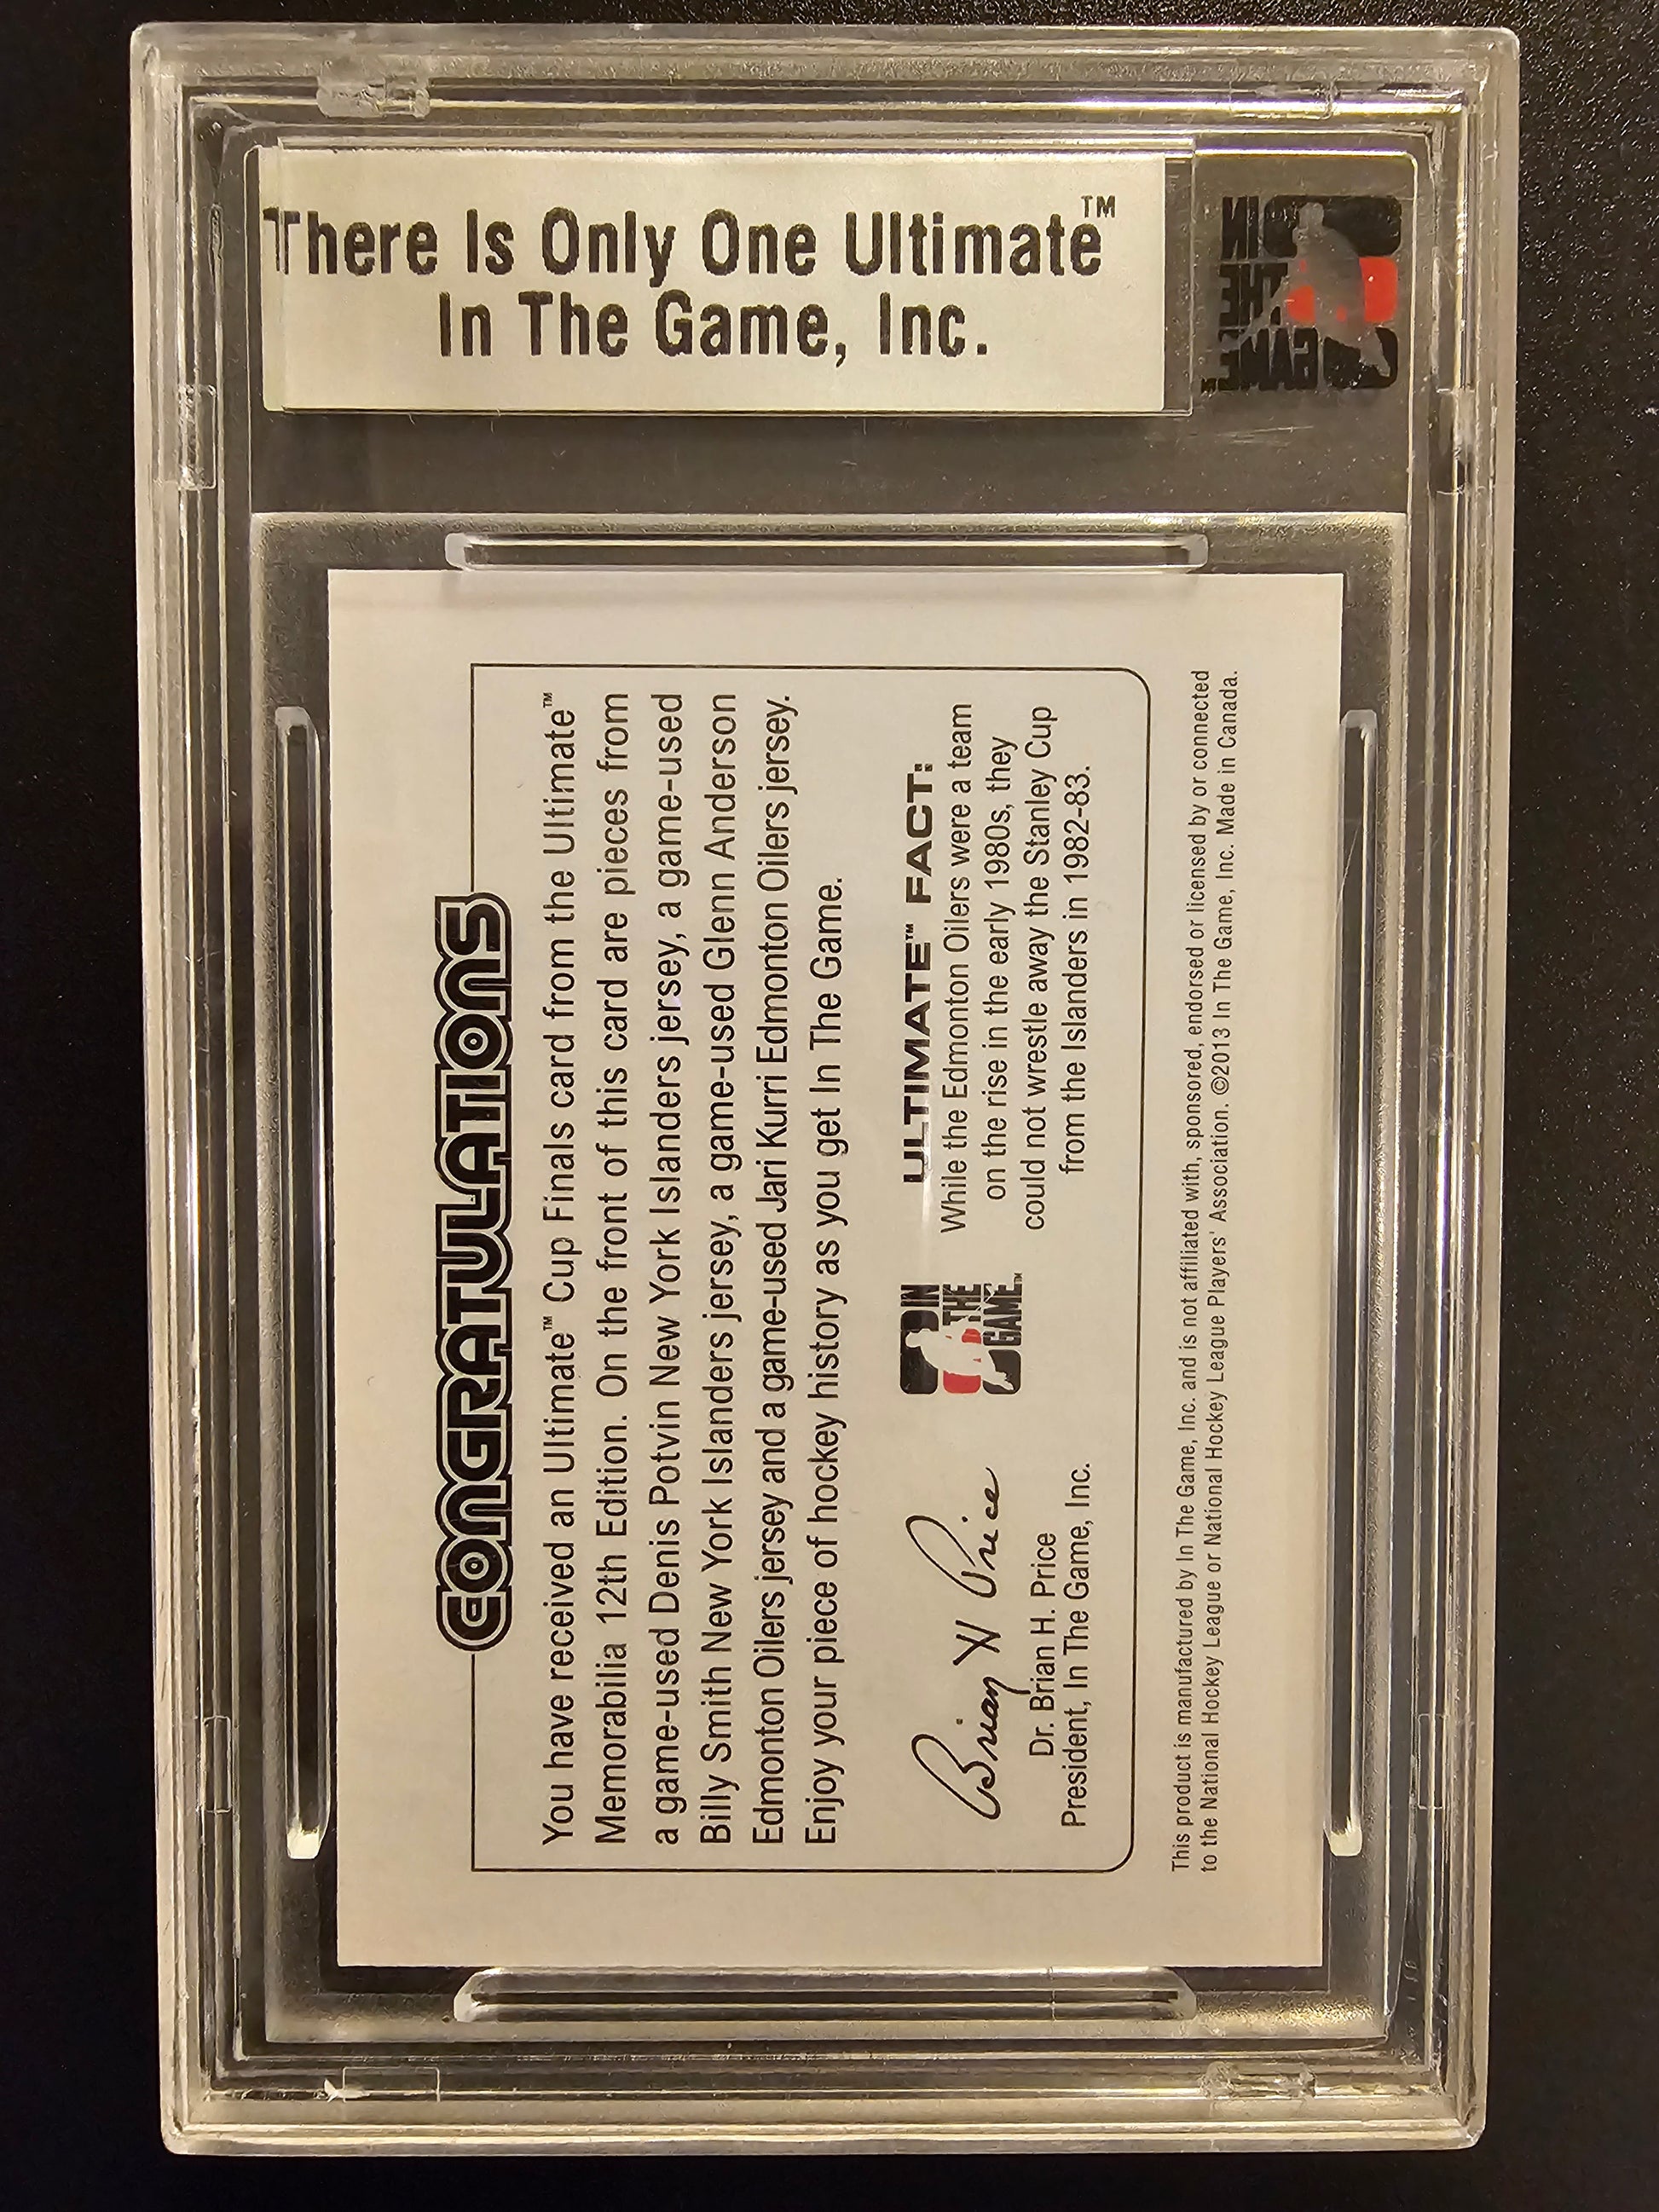 There Is Only One Ultimate™
In The Game, Inc.
IN
THE
GAME™
CONGRATULATIONS
You have received an Ultimate™ Cup Finals card from the Ultimate™
Memorabilia 12th Edition. On the front of this card are pieces from
a game-used Denis Potvin New York Islanders jersey, a game-used
Billy Smith New York Islanders jersey, a game-used Glenn Anderson
Edmonton Oilers jersey and a game-used Jari Kurri Edmonton Oilers jersey.
Enjoy your piece of hockey history as you get In The Game.
Brian H Price
Dr. Brian H. Price
President, In The Game, Inc.
IN
THE
GAME™
ULTIMATE™ FACT:
While the Edmonton Oilers were a team
on the rise in the early 1980s, they
could not wrestle away the Stanley Cup
from the Islanders in 1982-83.
This product is manufactured by In The Game, Inc. and is not affiliated with, sponsored, endorsed or licensed by or connected
to the National Hockey League or National Hockey League Players' Association. ©2013 In The Game, Inc. Made in Canada.